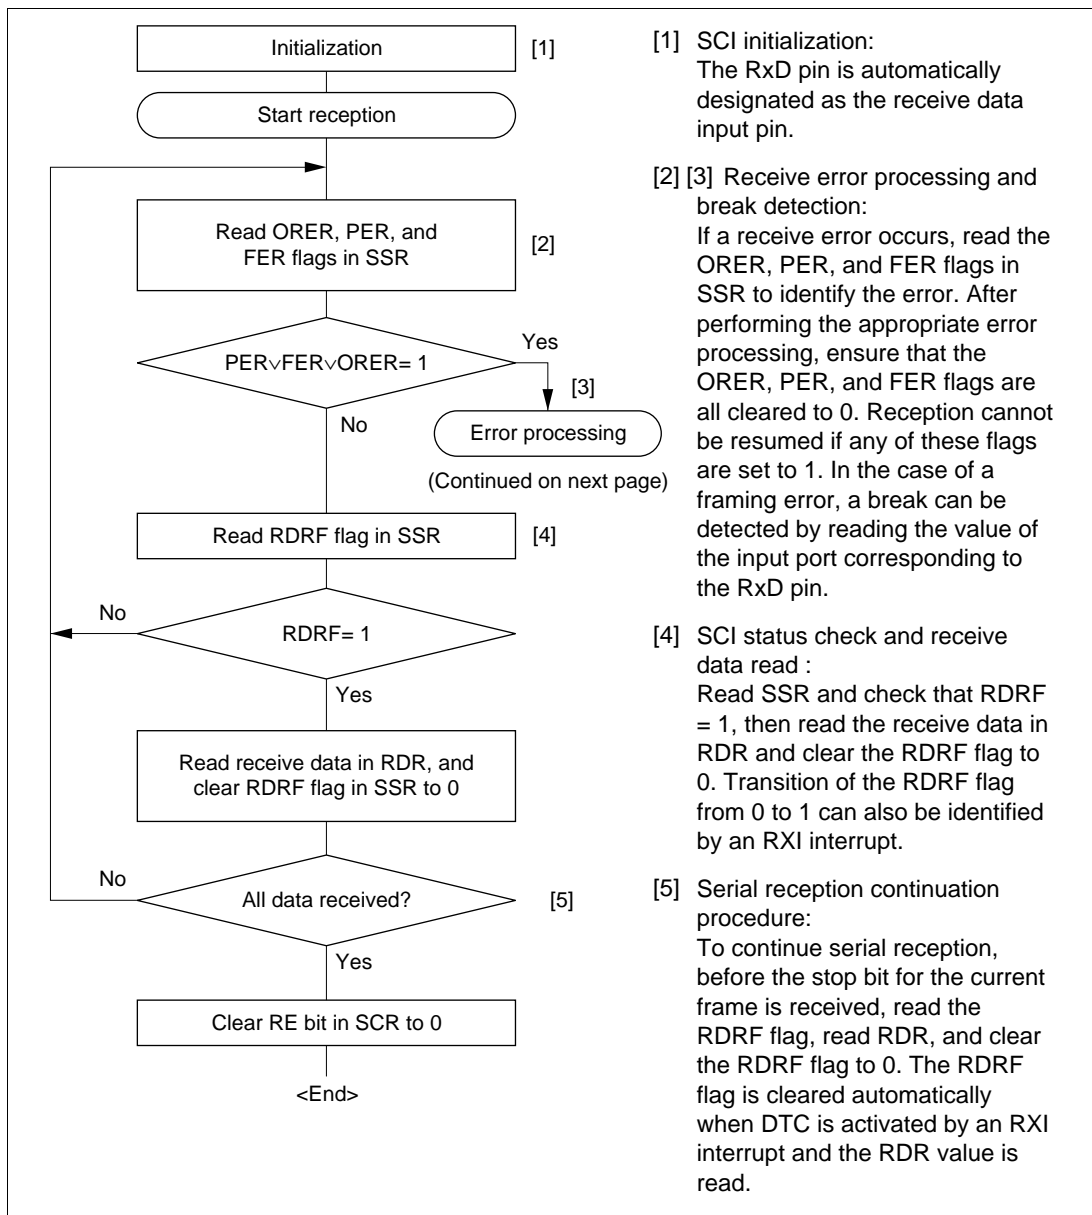 Initialization
[1]
Start reception
Read ORER, PER, and
FER flags in SSR
[2]
PER∨FER∨ORER= 1
Yes
[3]
No
Error processing
(Continued on next page)
Read RDRF flag in SSR
[4]
No
RDRF= 1
Yes
Read receive data in RDR, and
clear RDRF flag in SSR to 0
No
All data received?
[5]
Yes
Clear RE bit in SCR to 0
<End>
[1] SCI initialization:
The RxD pin is automatically
designated as the receive data
input pin.
[2] [3] Receive error processing and
break detection:
If a receive error occurs, read the
ORER, PER, and FER flags in
SSR to identify the error. After
performing the appropriate error
processing, ensure that the
ORER, PER, and FER flags are
all cleared to 0. Reception cannot
be resumed if any of these flags
are set to 1. In the case of a
framing error, a break can be
detected by reading the value of
the input port corresponding to
the RxD pin.
[4] SCI status check and receive
data read :
Read SSR and check that RDRF
= 1, then read the receive data in
RDR and clear the RDRF flag to
0. Transition of the RDRF flag
from 0 to 1 can also be identified
by an RXI interrupt.
[5] Serial reception continuation
procedure:
To continue serial reception,
before the stop bit for the current
frame is received, read the
RDRF flag, read RDR, and clear
the RDRF flag to 0. The RDRF
flag is cleared automatically
when DTC is activated by an RXI
interrupt and the RDR value is
read.